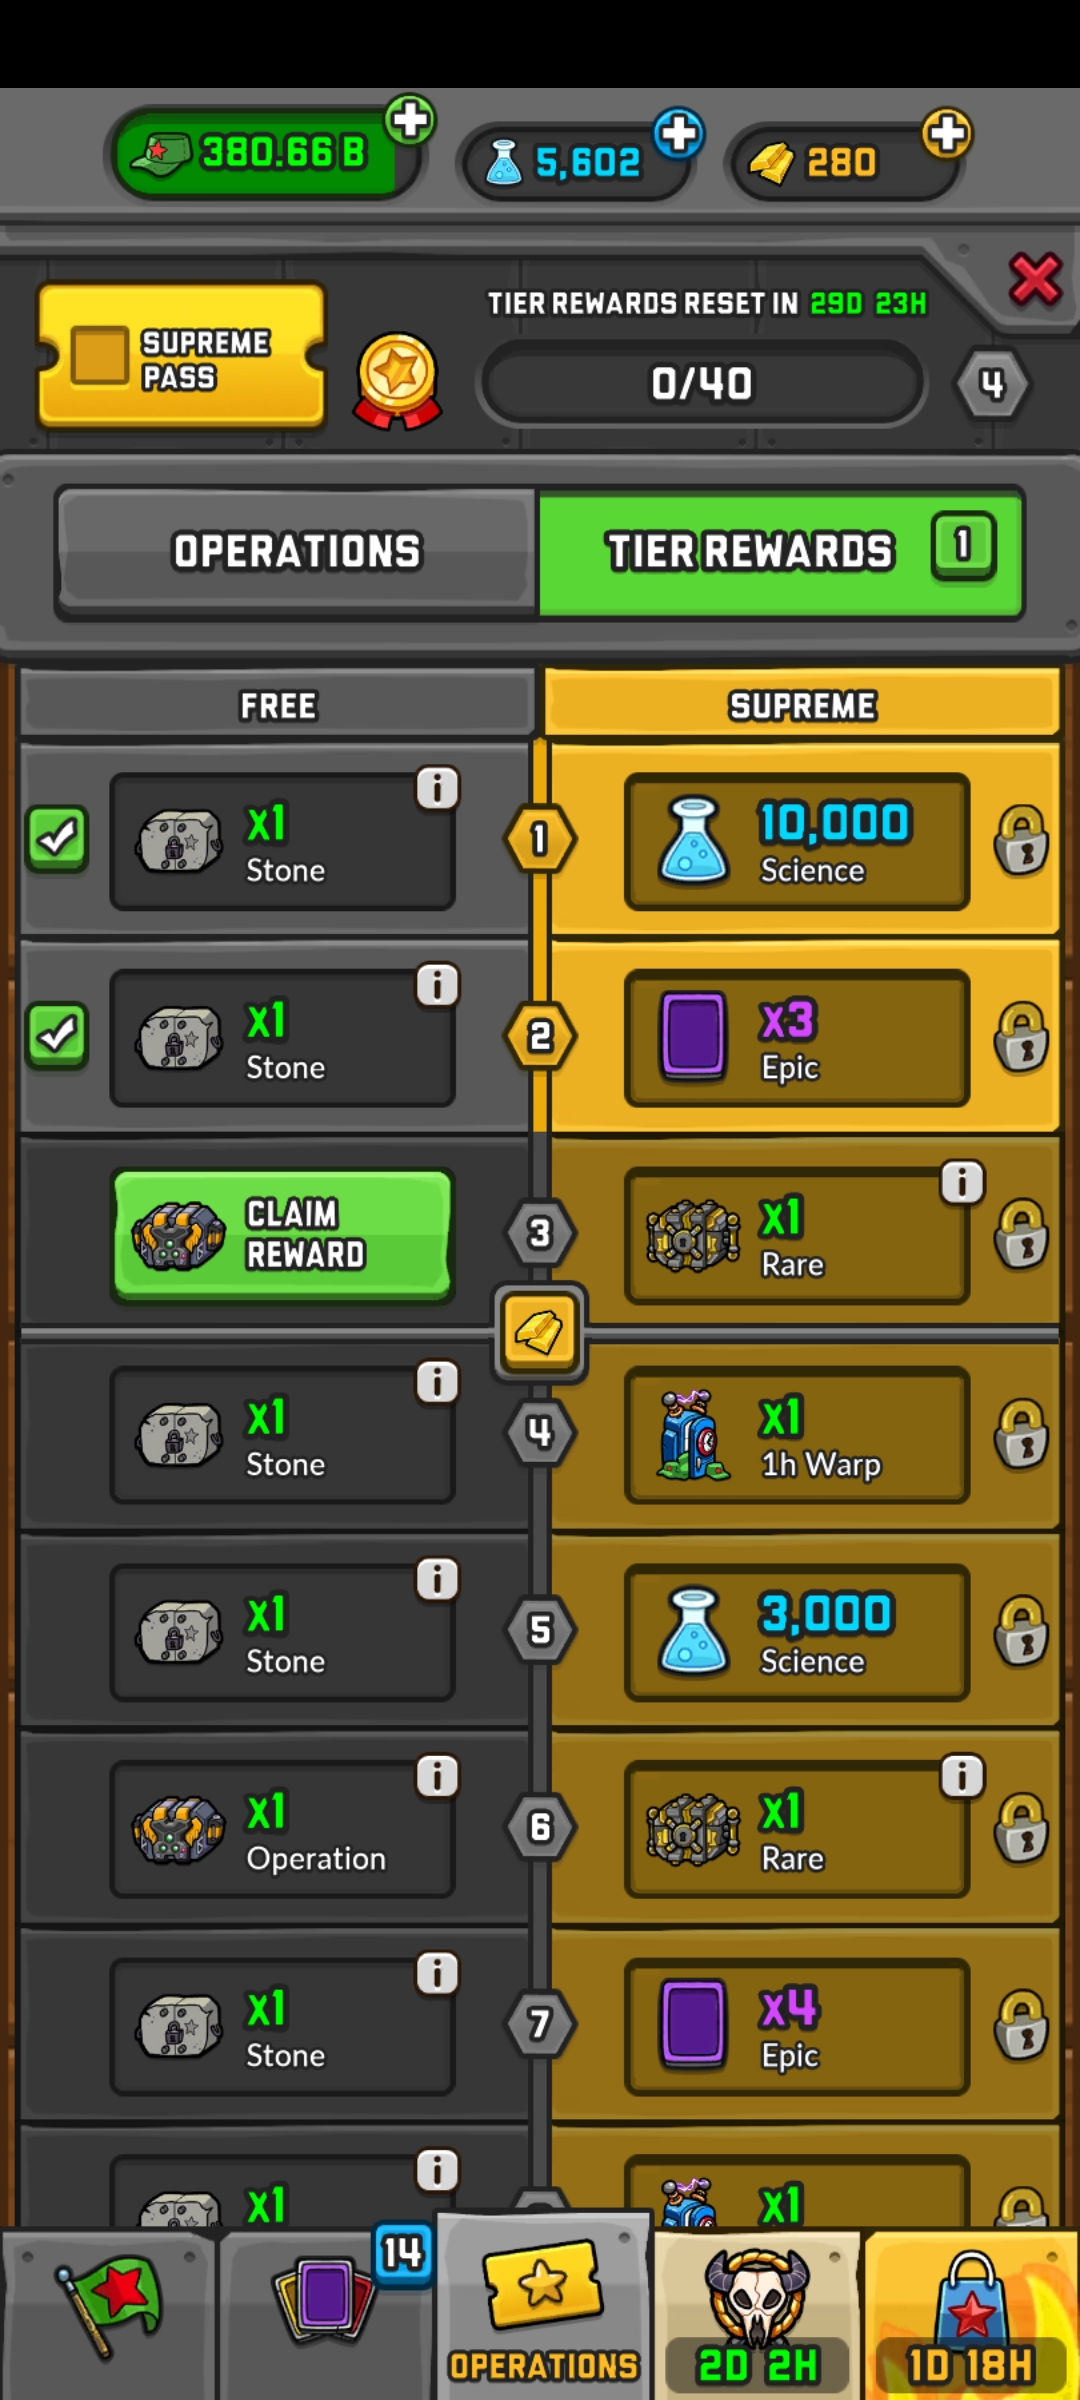 380.66 B
5,602
280
TIER REWARDS RESET IN 29D 23H
SUPREME
PASS
0/40
4
OPERATIONS
TIER REWARDS
1
FREE
SUPREME
x1
Stone
i
1
10,000
Science
x1
Stone
i
2
x3
Epic
CLAIM
REWARD
3
x1
Rare
i
x1
Stone
i
4
x1
1h Warp
x1
Stone
i
5
3,000
Science
x1
Operation
i
6
x1
Rare
i
x1
Stone
i
7
x4
Epic
x1
i
x1
14
OPERATIONS
2D 2H
1D 18H